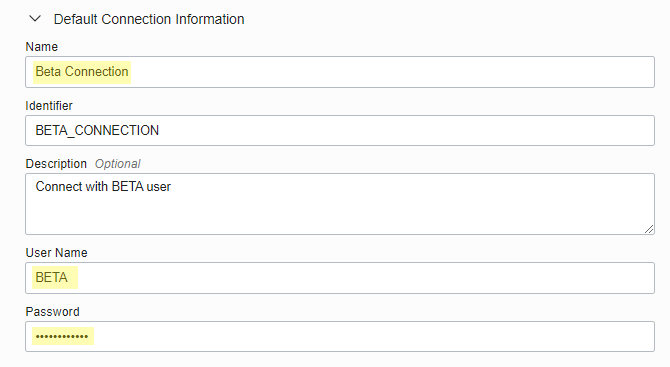 Default Connection Information
Name
Beta Connection
Identifier
BETA_CONNECTION
Description Optional
Connect with BETA user
User Name
BETA
Password
••••••••••••